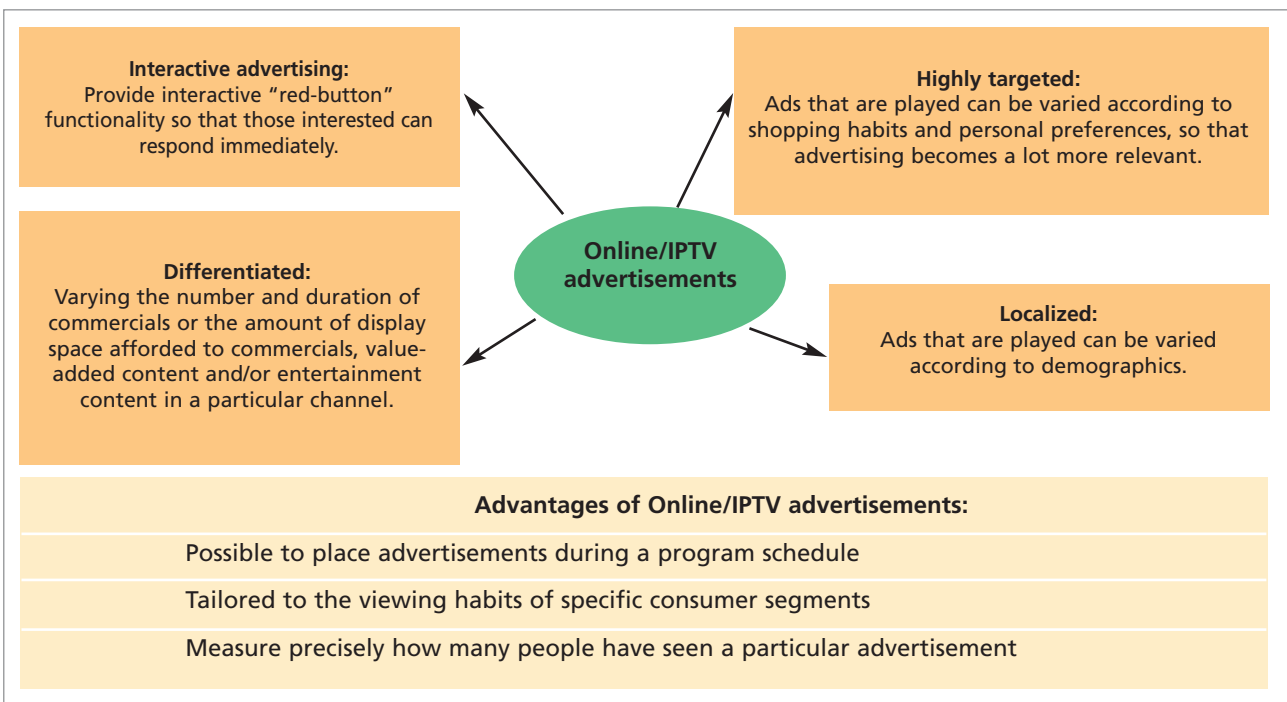 Interactive advertising:
Provide interactive “red-button”
functionality so that those interested can
respond immediately.
Highly targeted:
Ads that are played can be varied according to
shopping habits and personal preferences, so that
advertising becomes a lot more relevant.
Online/IPTV
advertisements
Differentiated:
Varying the number and duration of
commercials or the amount of display
space afforded to commercials, value-
added content and/or entertainment
content in a particular channel.
Localized:
Ads that are played can be varied
according to demographics.
Advantages of Online/IPTV advertisements:
Possible to place advertisements during a program schedule
Tailored to the viewing habits of specific consumer segments
Measure precisely how many people have seen a particular advertisement